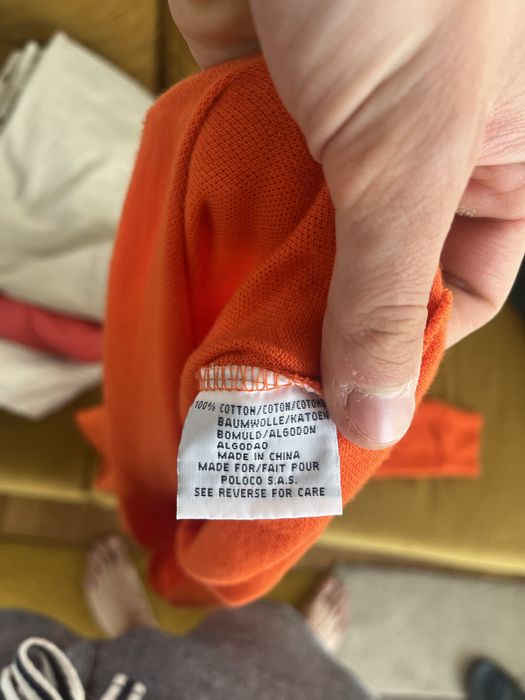 100% COTTON/COTON/COTONE
BAUMWOLLE/KATOEN
BOMULD/ALGODON
ALGODAO
MADE IN CHINA
MADE FOR/FAIT POUR
POLOCO S.A.S.
SEE REVERSE FOR CARE